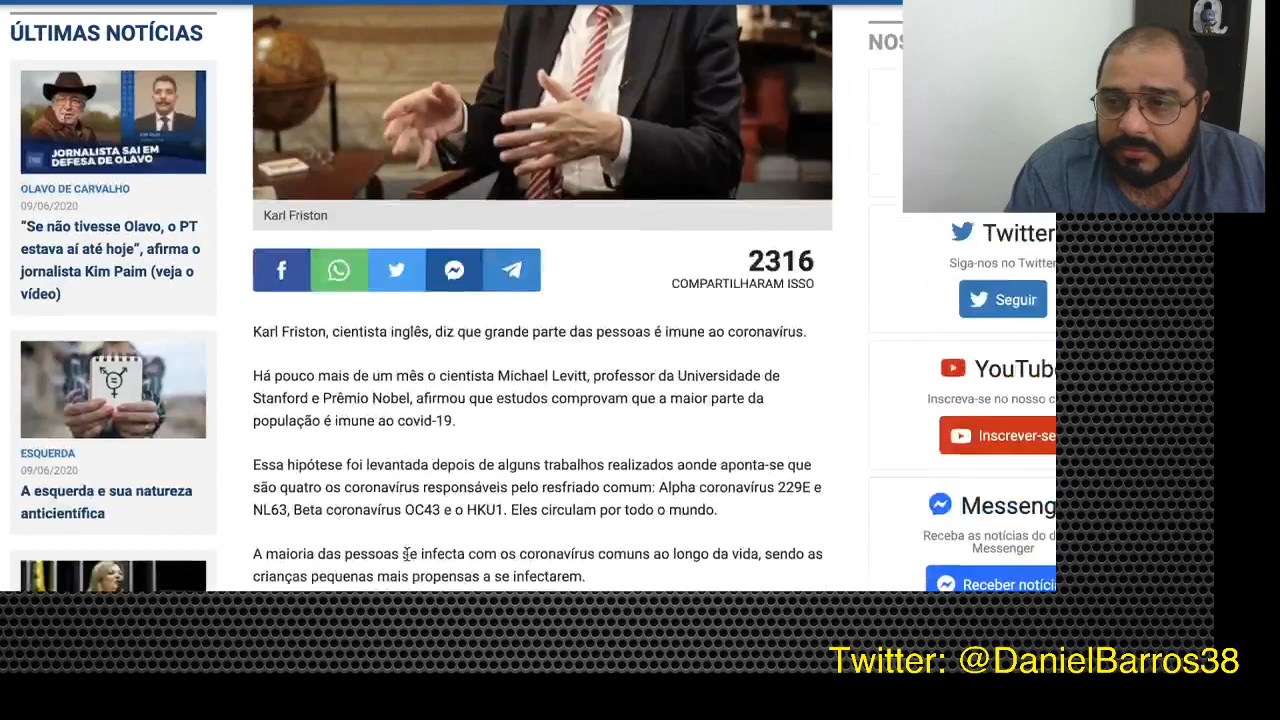 ÚLTIMAS NOTÍCIAS
JORNALISTA SAI EM
DEFESA DE OLAVO
OLAVO DE CARVALHO
09/06/2020
“Se não tivesse Olavo, o PT
estava aí até hoje”, afirma o
jornalista Kim Paim (veja o
vídeo)
ESQUERDA
09/06/2020
A esquerda e sua natureza
anticientífica
Karl Friston
2316
COMPARTILHARAM ISSO
Karl Friston, cientista inglês, diz que grande parte das pessoas é imune ao coronavírus.
Há pouco mais de um mês o cientista Michael Levitt, professor da Universidade de
Stanford e Prêmio Nobel, afirmou que estudos comprovam que a maior parte da
população é imune ao covid-19.
Essa hipótese foi levantada depois de alguns trabalhos realizados aonde aponta-se que
são quatro os coronavírus responsáveis pelo resfriado comum: Alpha coronavírus 229E e
NL63, Beta coronavírus OC43 e o HKU1. Eles circulam por todo o mundo.
A maioria das pessoas se infecta com os coronavírus comuns ao longo da vida, sendo as
crianças pequenas mais propensas a se infectarem.
NOS
Twitter
Siga-nos no Twitter
Seguir
YouTub
Inscreva-se no nosso c
Inscrever-se
Messeng
Receba as notícias do d
Messenger
Receber notíci
Twitter: @DanielBarros38